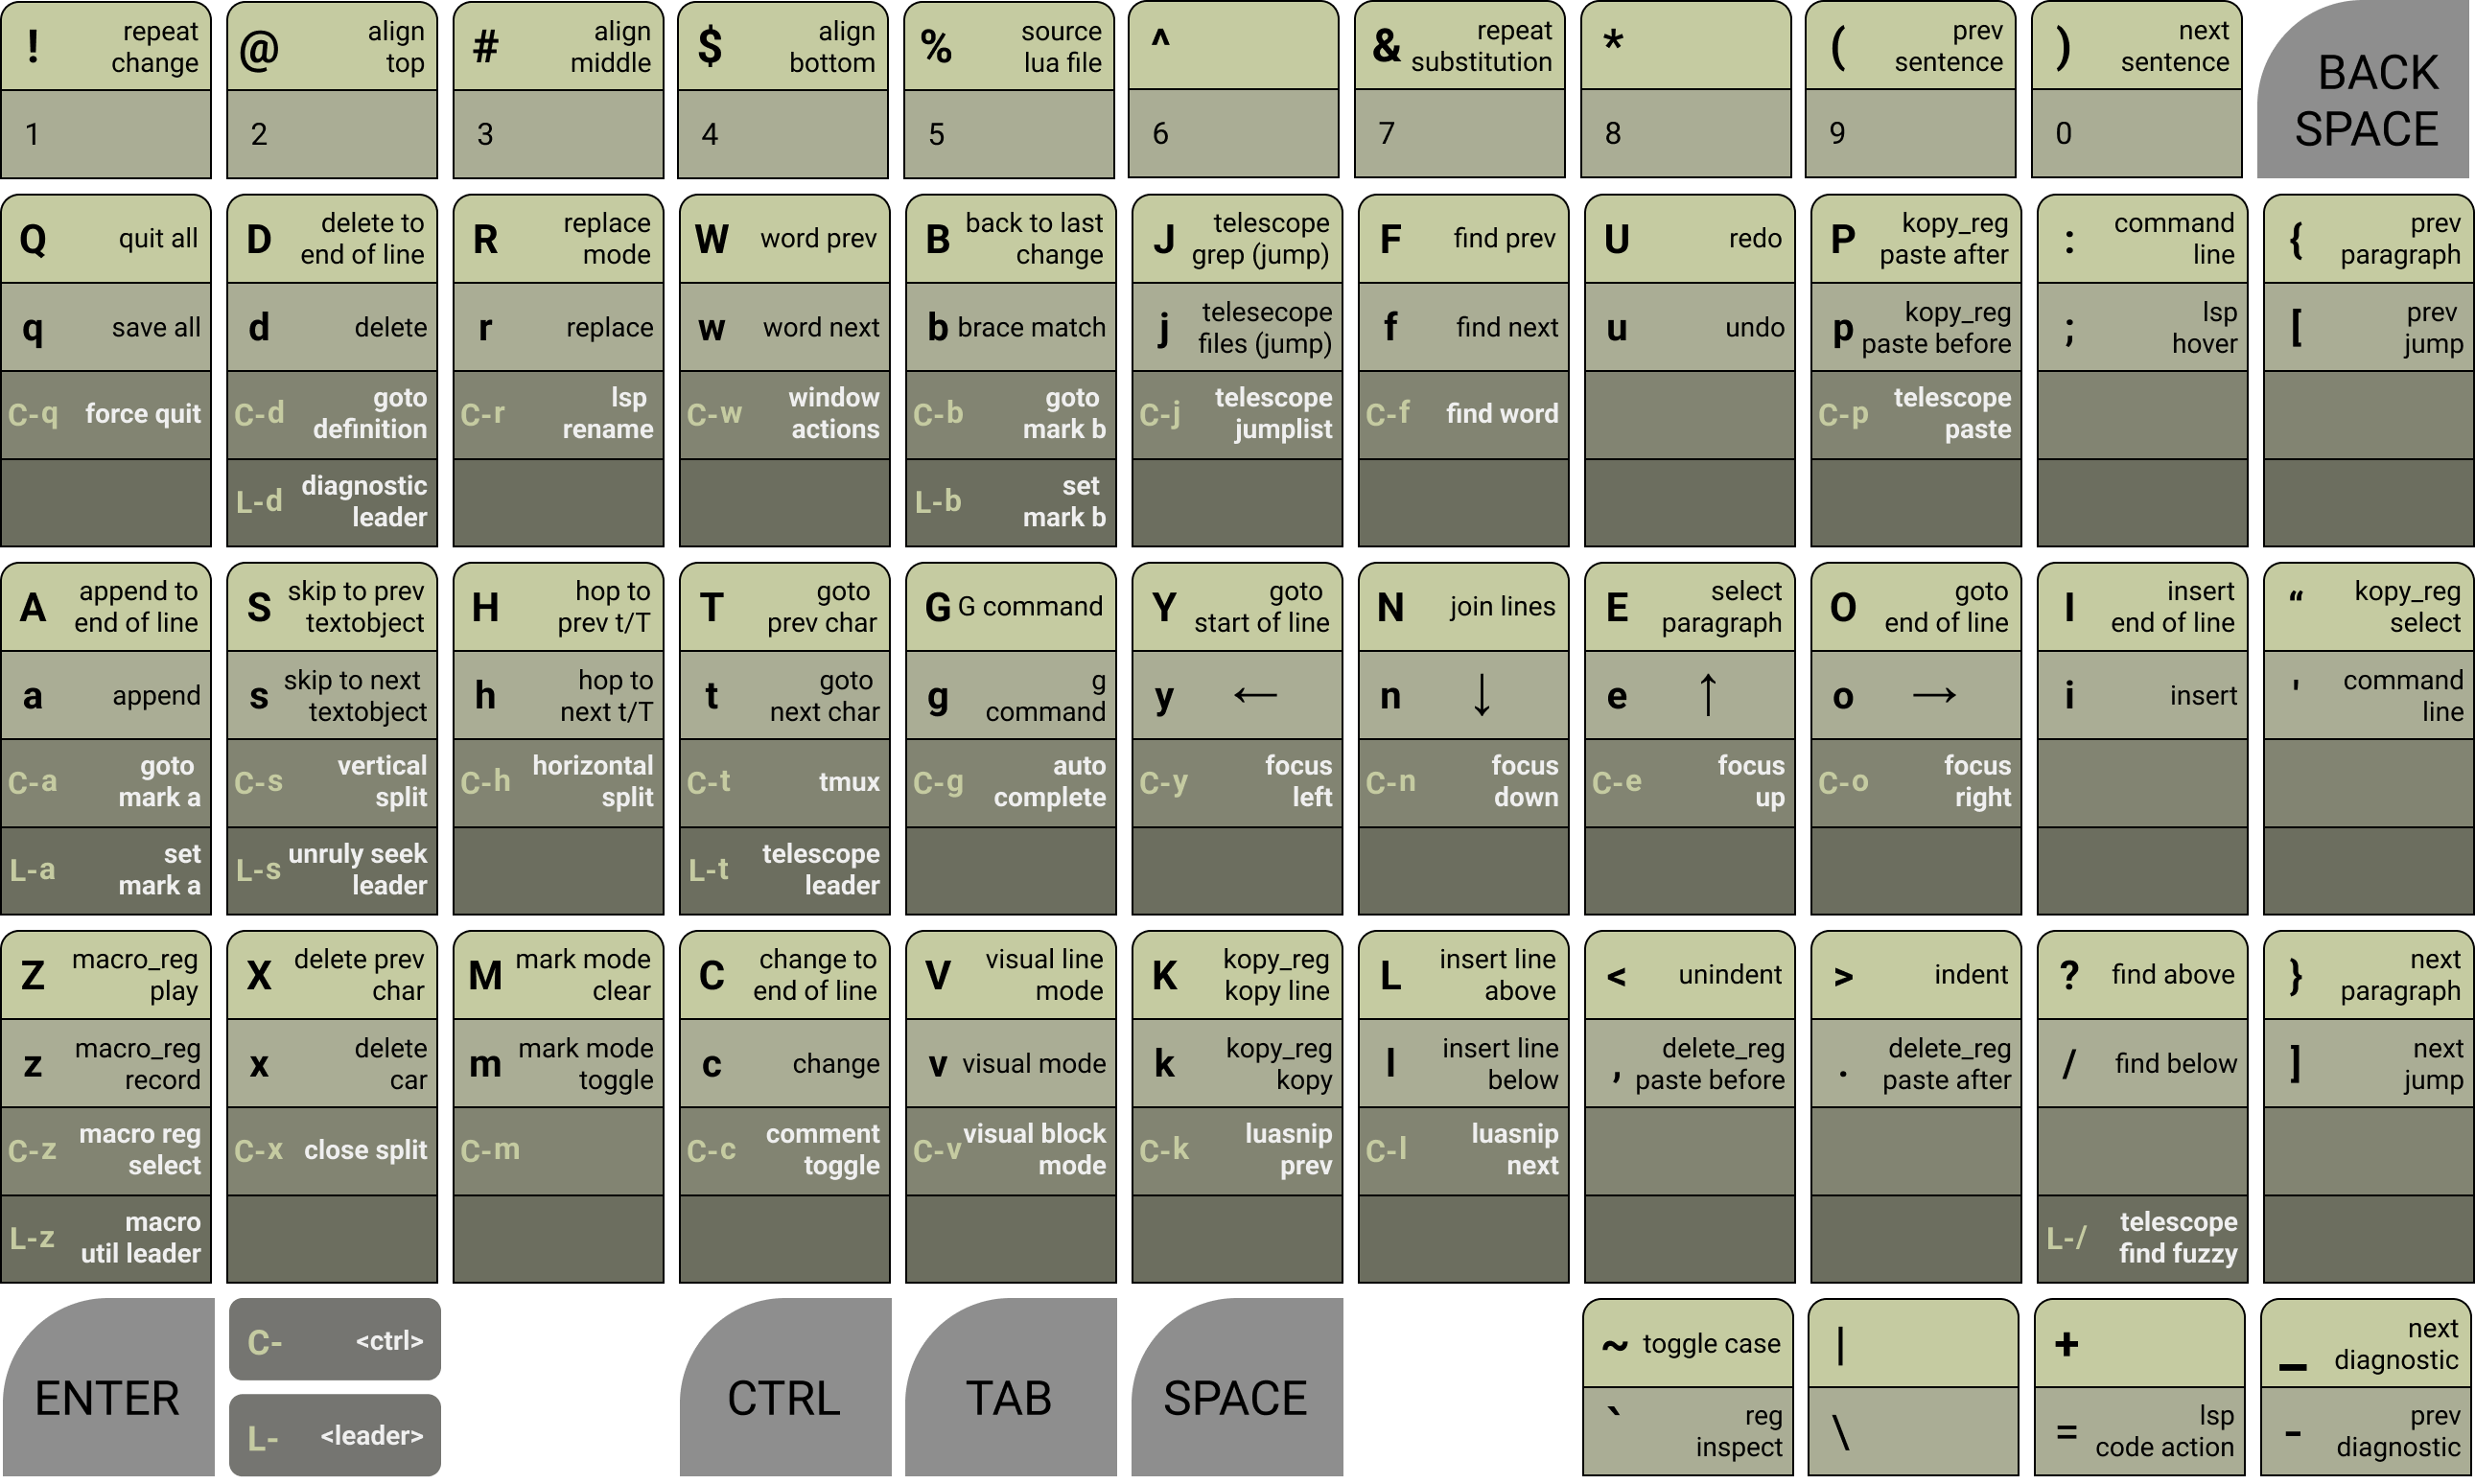 ! repeat change
@ align top
# align middle
$ align bottom
% source lua file
^
& repeat substitution
*
( prev sentence
) next sentence
BACK SPACE
1
2
3
4
5
6
7
8
9
0
Q quit all
D delete to end of line
R replace mode
W word prev
B back to last change
J telescope grep (jump)
F find prev
U redo
P kopy_reg paste after
: command line
{ prev paragraph
q save all
d delete
r replace
w word next
b brace match
j telesecope files (jump)
f find next
u undo
p kopy_reg paste before
; lsp hover
[ prev jump
C-q force quit
C-d goto definition
C-r lsp rename
C-w window actions
C-b goto mark b
C-j telescope jumplist
C-f find word
C-p telescope paste
L-d diagnostic leader
L-b set mark b
A append to end of line
S skip to prev textobject
H hop to prev t/T
T goto prev char
G G command
Y goto start of line
N join lines
E select paragraph
O goto end of line
I insert end of line
“ kopy_reg select
a append
s skip to next textobject
h hop to next t/T
t goto next char
g g command
y ←
n ↓
e ↑
o →
i insert
' command line
C-a goto mark a
C-s vertical split
C-h horizontal split
C-t tmux
C-g auto complete
C-y focus left
C-n focus down
C-e focus up
C-o focus right
L-a set mark a
L-s unruly seek leader
L-t telescope leader
Z macro_reg play
X delete prev char
M mark mode clear
C change to end of line
V visual line mode
K kopy_reg kopy line
L insert line above
< unindent
> indent
? find above
} next paragraph
z macro_reg record
x delete car
m mark mode toggle
c change
v visual mode
k kopy_reg kopy
l insert line below
, delete_reg paste before
. delete_reg paste after
/ find below
] next jump
C-z macro reg select
C-x close split
C-m
C-c comment toggle
C-v visual block mode
C-k luasnip prev
C-l luasnip next
L-z macro util leader
L-/ telescope find fuzzy
ENTER
C- <ctrl>
L- <leader>
CTRL
TAB
SPACE
~ toggle case
|
+
_ next diagnostic
` reg inspect
\
= lsp code action
- prev diagnostic